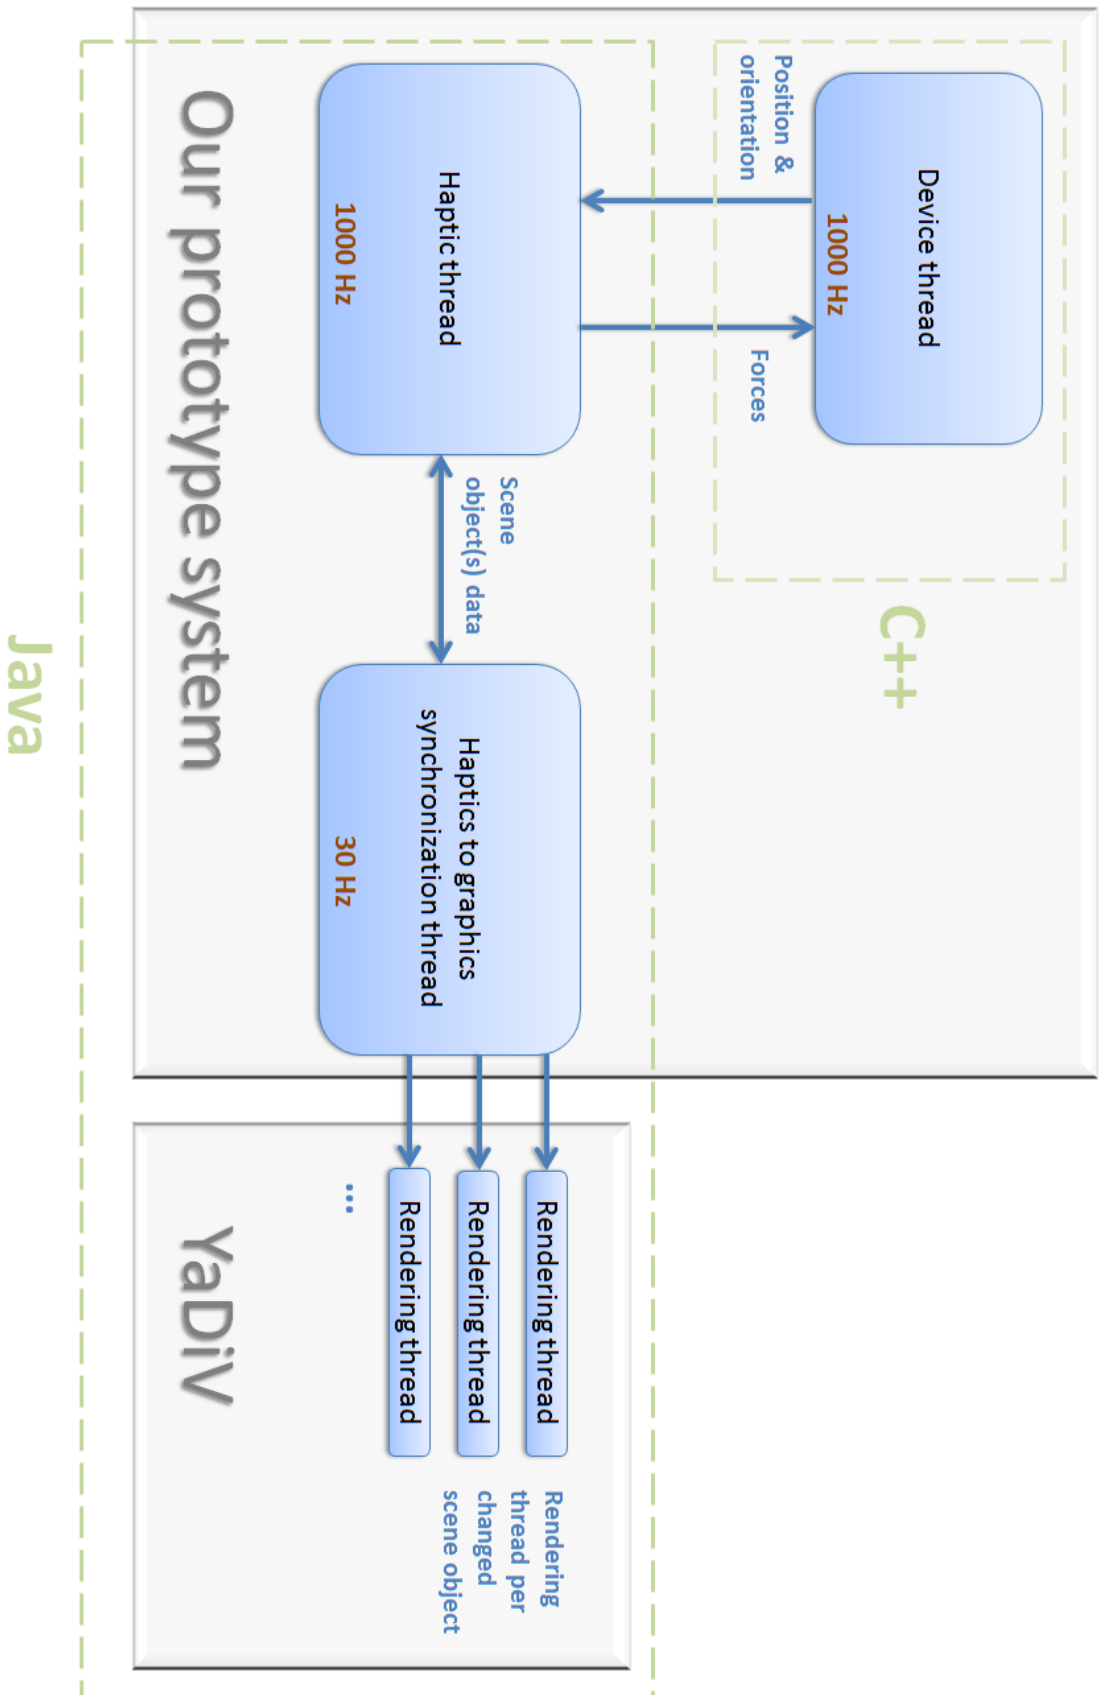 Device thread
1000 Hz
C++
Position &
orientation
Forces
Haptic thread
1000 Hz
Scene
object(s) data
Haptics to graphics
synchronization thread
30 Hz
Rendering thread
Rendering thread
Rendering thread
...
Rendering
thread per
changed
scene object
Our prototype system
YaDiV
Java